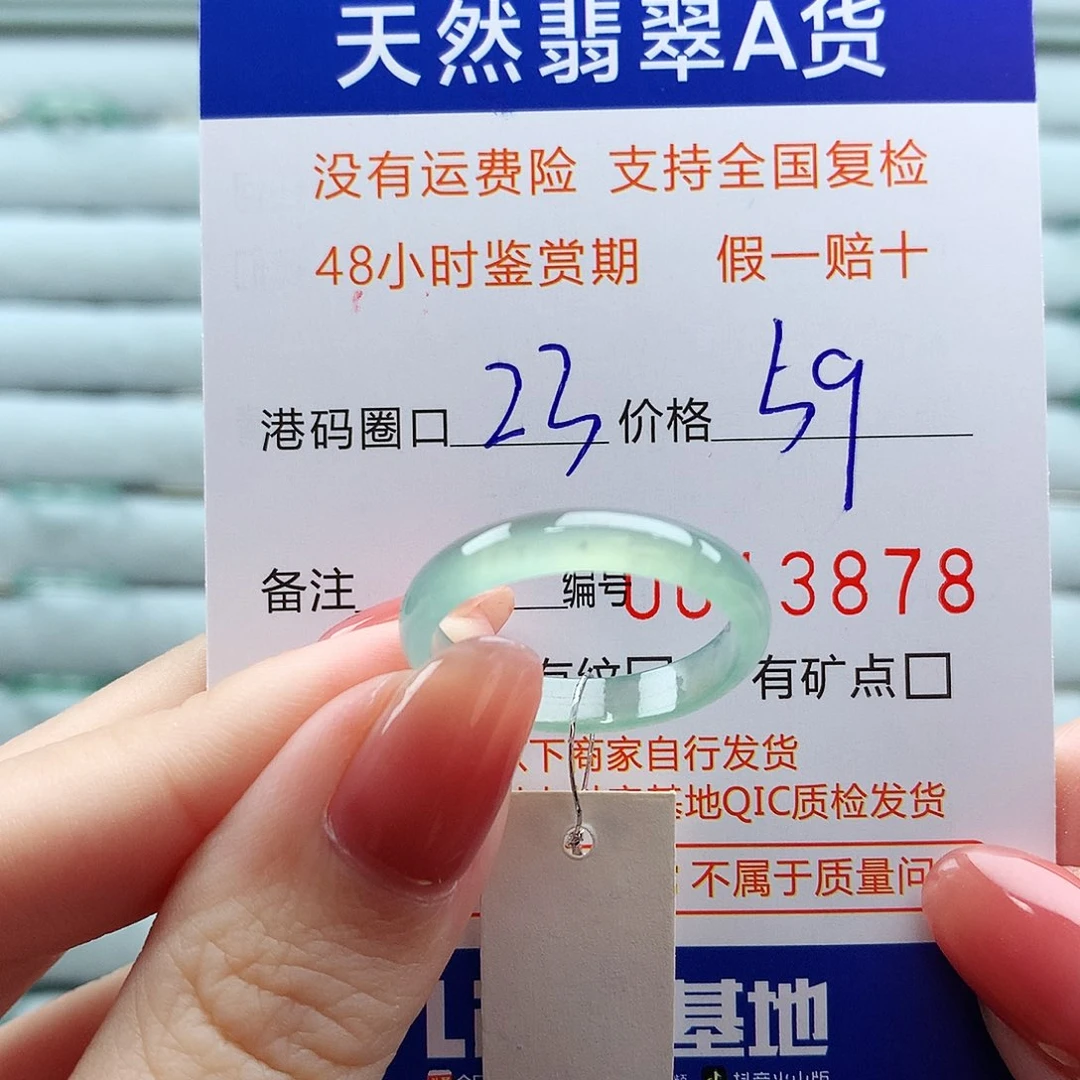 天然翡翠A货
没有运费险 支持全国复检
48小时鉴赏期 假一赔十
港码圈口 23 价格 59
备注 编号 3878
有纹□ 有矿点□
下商家自行发货
基地QIC质检发货
不属于质量问
基地